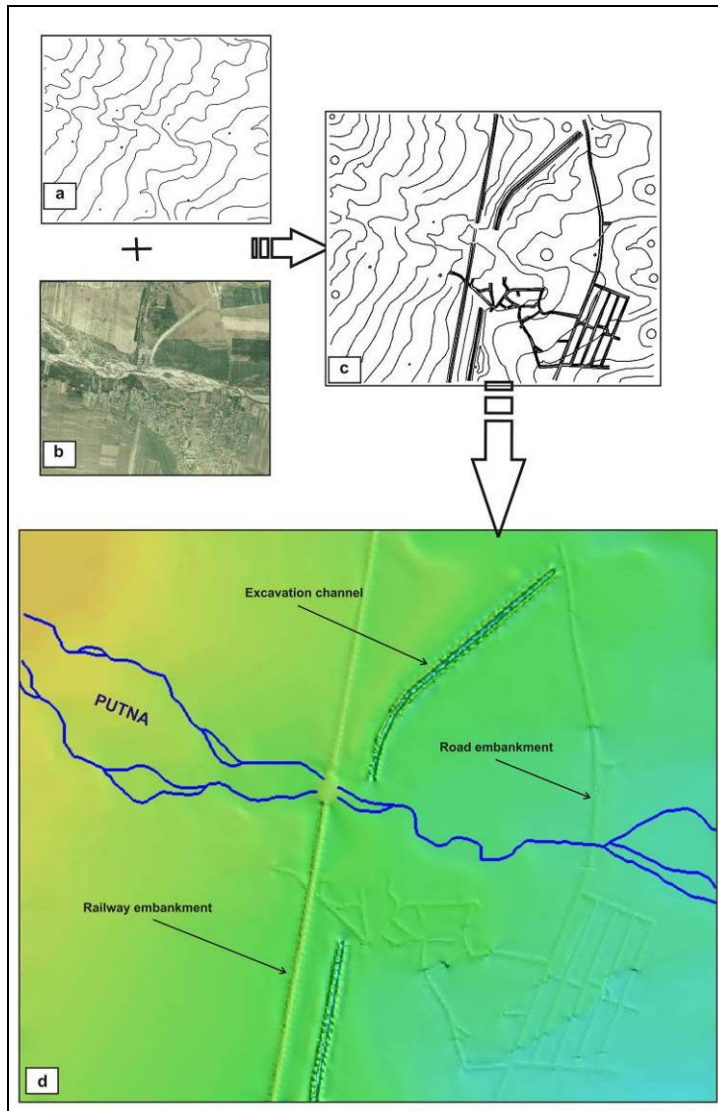 a
b
c
Excavation channel
PUTNA
Road embankment
Railway embankment
d